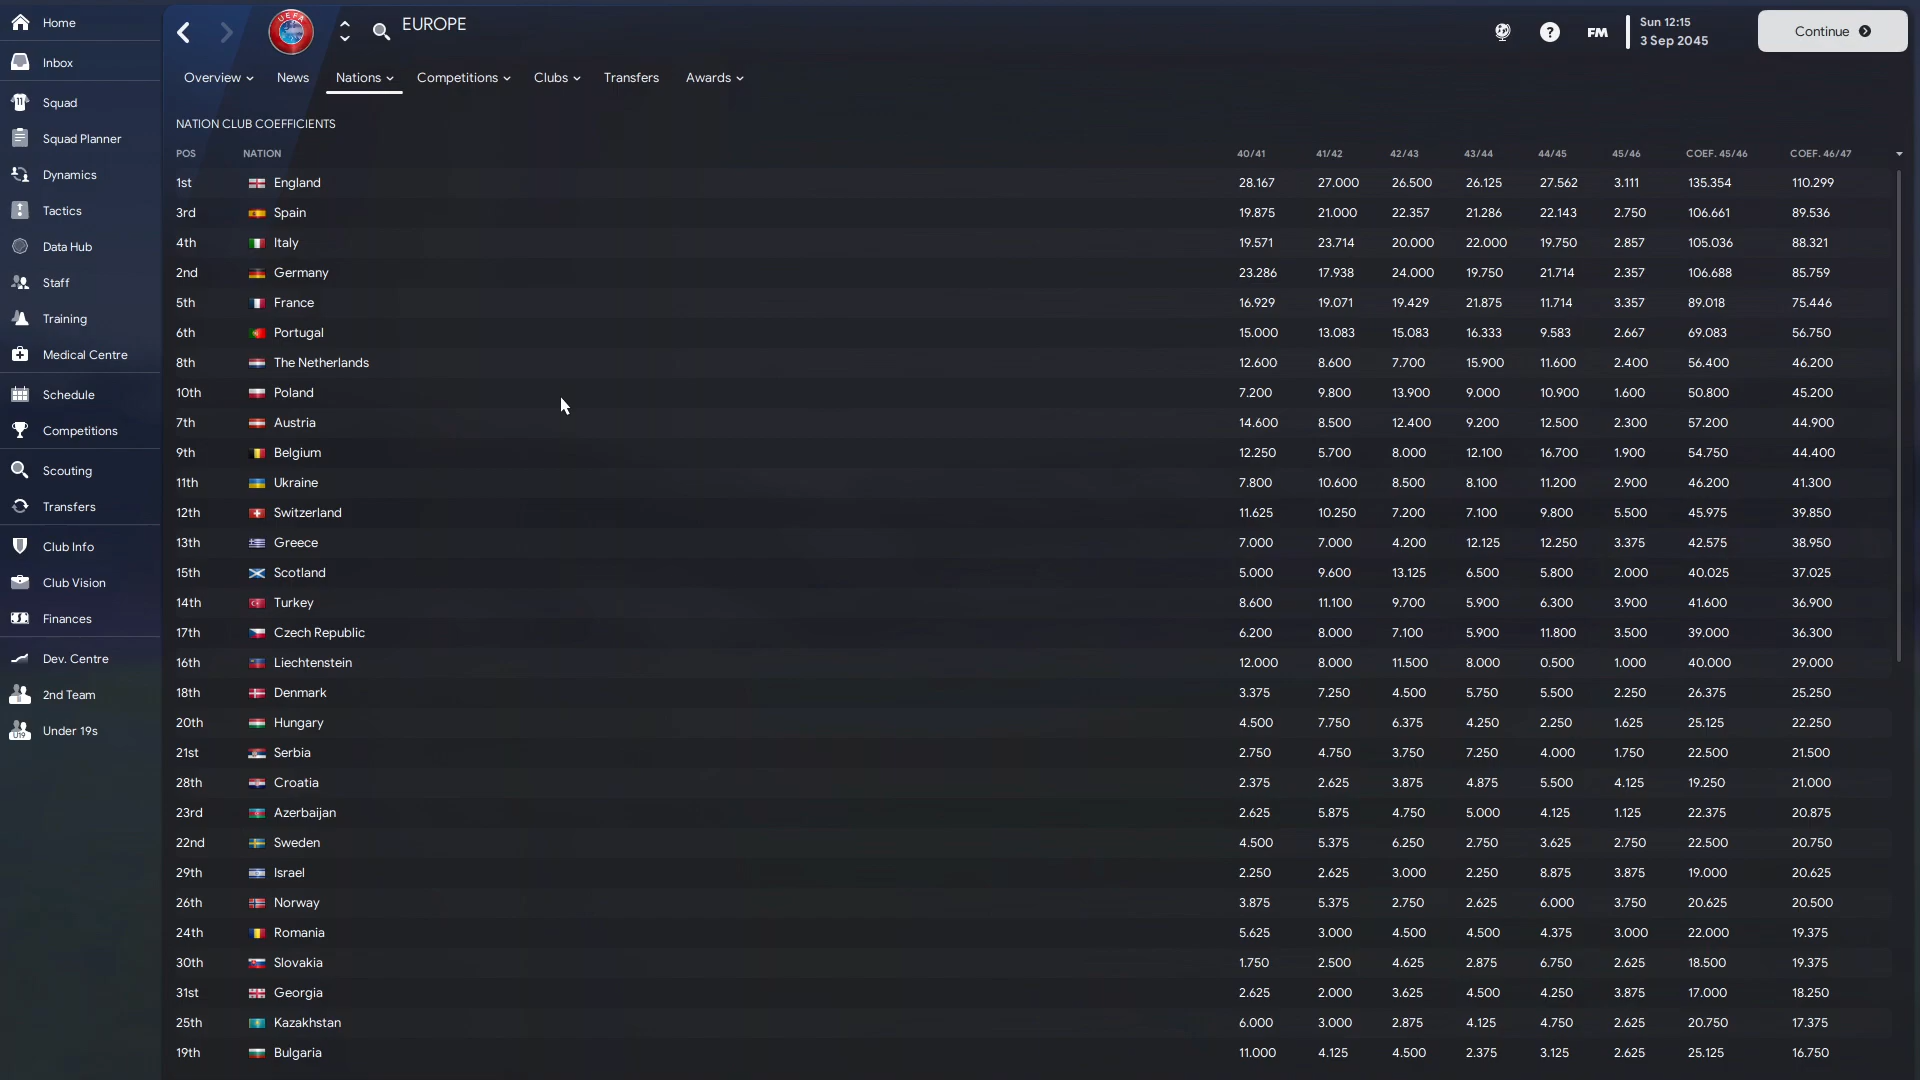 Home
Inbox
Squad
Squad Planner
Dynamics
Tactics
Data Hub
Staff
Training
Medical Centre
Schedule
Competitions
Scouting
Transfers
Club Info
Club Vision
Finances
Dev. Centre
2nd Team
Under 19s
UEFA
EUROPE
? FM Sun 12:15
3 Sep 2045
Continue
Overview News Nations Competitions Clubs Transfers Awards
NATION CLUB COEFFICIENTS
POS NATION 40/41 41/42 42/43 43/44 44/45 45/46 COEF. 45/46 COEF. 46/47
1st England 28.167 27.000 26.500 26.125 27.562 3.111 135.354 110.299
3rd Spain 19.875 21.000 22.357 21.286 22.143 2.750 106.661 89.536
4th Italy 19.571 23.714 20.000 22.000 19.750 2.857 105.036 88.321
2nd Germany 23.286 17.938 24.000 19.750 21.714 2.357 106.688 85.759
5th France 16.929 19.071 19.429 21.875 11.714 3.357 89.018 75.446
6th Portugal 15.000 13.083 15.083 16.333 9.583 2.667 69.083 56.750
8th The Netherlands 12.600 8.600 7.700 15.900 11.600 2.400 56.400 46.200
10th Poland 7.200 9.800 13.900 9.000 10.900 1.600 50.800 45.200
7th Austria 14.600 8.500 12.400 9.200 12.500 2.300 57.200 44.900
9th Belgium 12.250 5.700 8.000 12.100 16.700 1.900 54.750 44.400
11th Ukraine 7.800 10.600 8.500 8.100 11.200 2.900 46.200 41.300
12th Switzerland 11.625 10.250 7.200 7.100 9.800 5.500 45.975 39.850
13th Greece 7.000 7.000 4.200 12.125 12.250 3.375 42.575 38.950
15th Scotland 5.000 9.600 13.125 6.500 5.800 2.000 40.025 37.025
14th Turkey 8.600 11.100 9.700 5.900 6.300 3.900 41.600 36.900
17th Czech Republic 6.200 8.000 7.100 5.900 11.800 3.500 39.000 36.300
16th Liechtenstein 12.000 8.000 11.500 8.000 0.500 1.000 40.000 29.000
18th Denmark 3.375 7.250 4.500 5.750 5.500 2.250 26.375 25.250
20th Hungary 4.500 7.750 6.375 4.250 2.250 1.625 25.125 22.250
21st Serbia 2.750 4.750 3.750 7.250 4.000 1.750 22.500 21.500
28th Croatia 2.375 2.625 3.875 4.875 5.500 4.125 19.250 21.000
23rd Azerbaijan 2.625 5.875 4.750 5.000 4.125 1.125 22.375 20.875
22nd Sweden 4.500 5.375 6.250 2.750 3.625 2.750 22.500 20.750
29th Israel 2.250 2.625 3.000 2.250 8.875 3.875 19.000 20.625
26th Norway 3.875 5.375 2.750 2.625 6.000 3.750 20.625 20.500
24th Romania 5.625 3.000 4.500 4.500 4.375 3.000 22.000 19.375
30th Slovakia 1.750 2.500 4.625 2.875 6.750 2.625 18.500 19.375
31st Georgia 2.625 2.000 3.625 4.500 4.250 3.875 17.000 18.250
25th Kazakhstan 6.000 3.000 2.875 4.125 4.750 2.625 20.750 17.375
19th Bulgaria 11.000 4.125 4.500 2.375 3.125 2.625 25.125 16.750